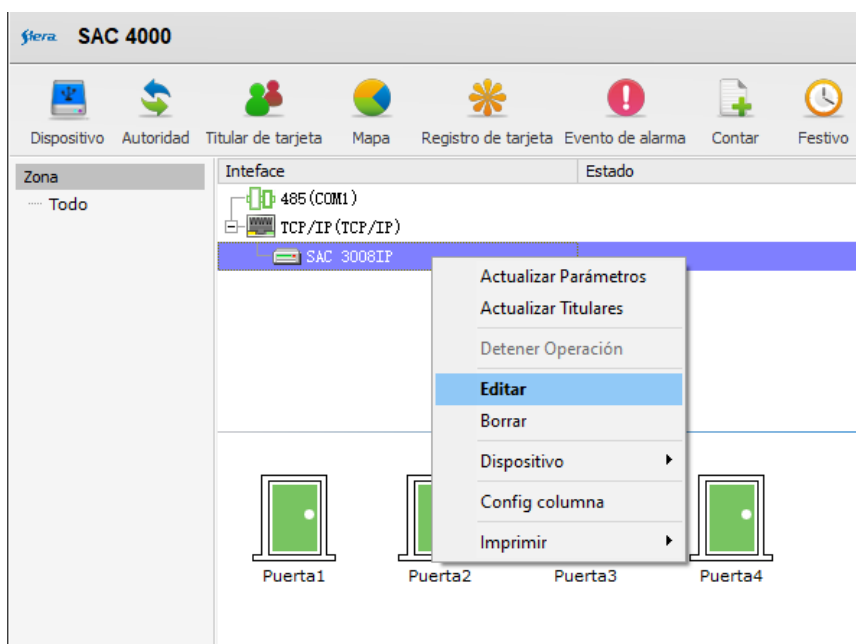 sfera SAC 4000
Dispositivo Autoridad Titular de tarjeta Mapa Registro de tarjeta Evento de alarma Contar Festivo
Zona
Todo
Inteface Estado
485(COM1)
TCP/IP(TCP/IP)
SAC 3008IP
Actualizar Parámetros
Actualizar Titulares
Detener Operación
Editar
Borrar
Dispositivo
Config columna
Imprimir
Puerta1 Puerta2 Puerta3 Puerta4